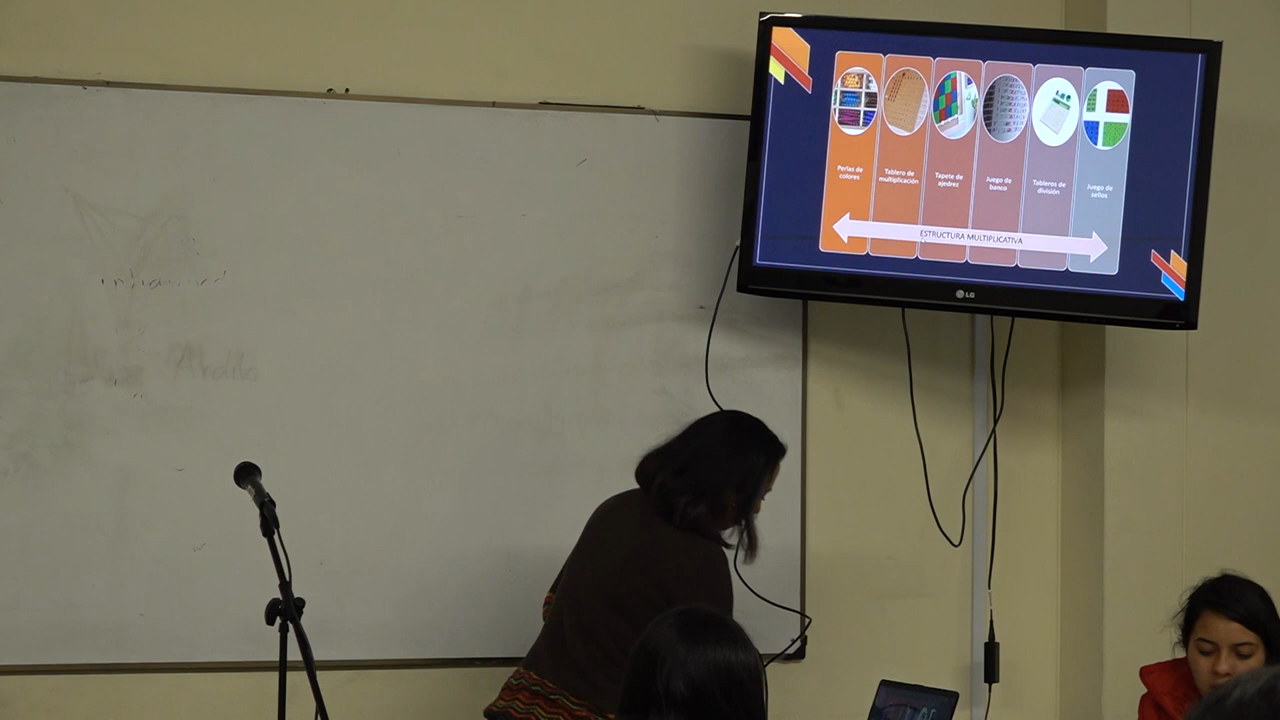 Perlas de
colores
Tablero de
multiplicación
Tapete de
ajedrez
Juego de
banco
Tableros de
división
Juego de
sellos
ESTRUCTURA MULTIPLICATIVA
LG